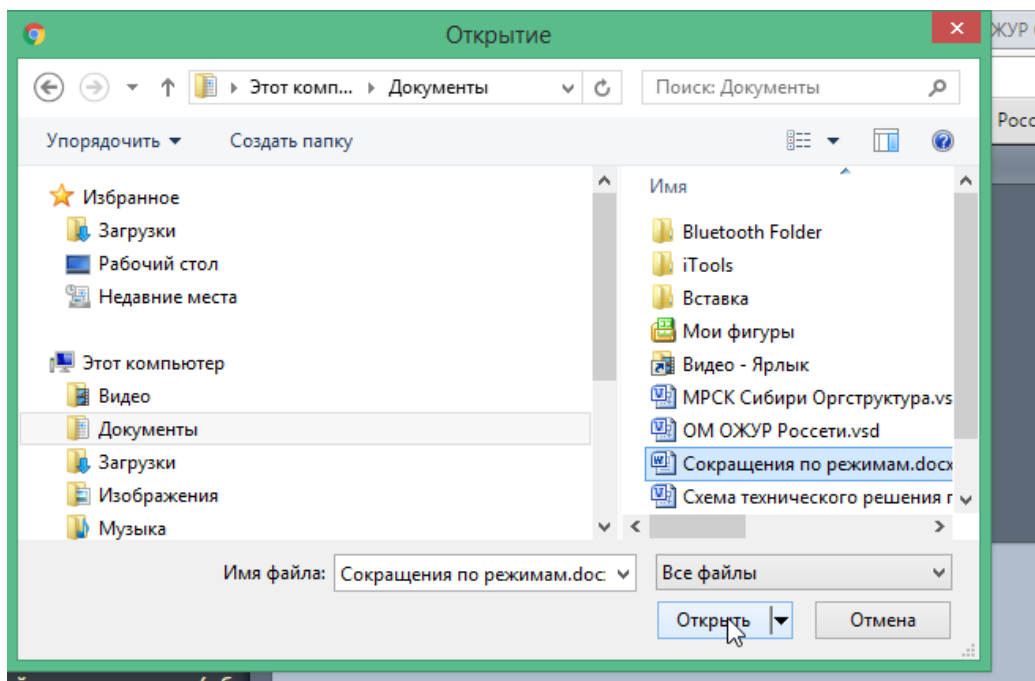 Открытие
ЖУР
Этот комп... Документы
Поиск: Документы
Росс
Упорядочить
Создать папку
Избранное
Загрузки
Рабочий стол
Недавние места
Этот компьютер
Видео
Документы
Загрузки
Изображения
Музыка
Имя
Bluetooth Folder
iTools
Вставка
Мои фигуры
Видео - Ярлык
МРСК Сибири Оргструктура.vs
ОМ ОЖУР Россети.vsd
Сокращения по режимам.docx
Схема технического решения
Имя файла: Сокращения по режимам.doc
Все файлы
Открыть
Отмена